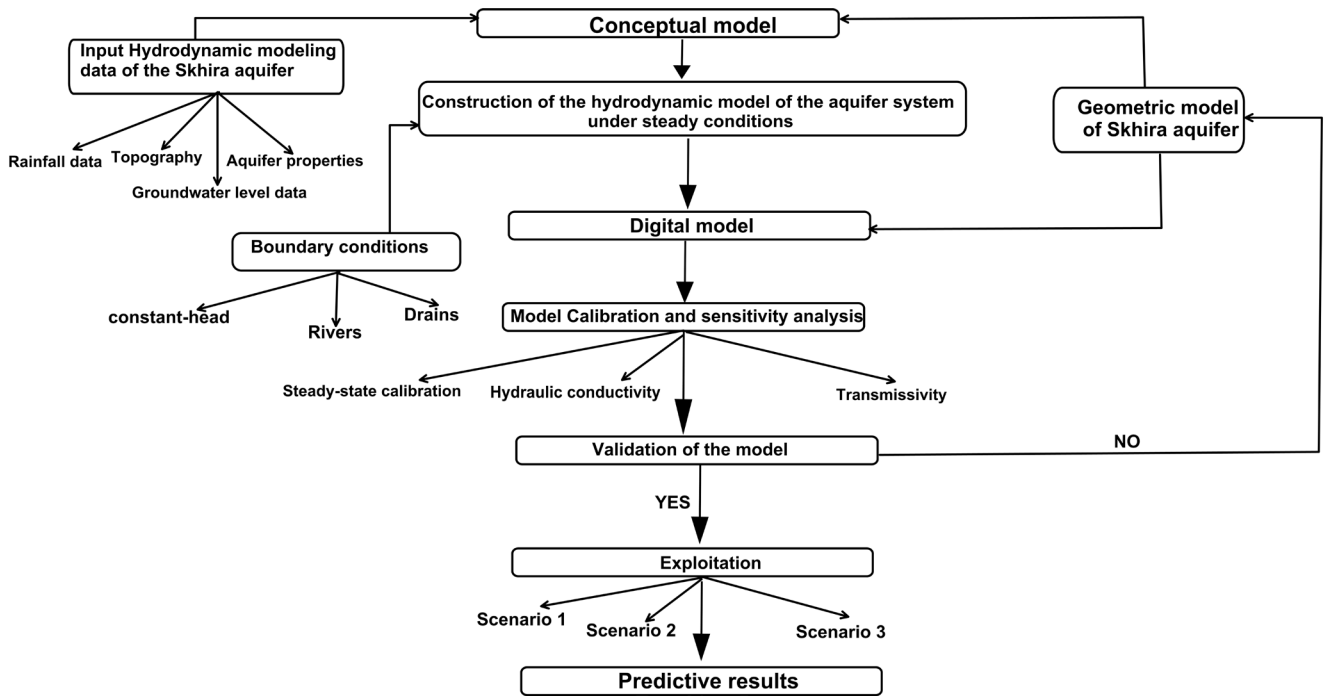 Conceptual model
Input Hydrodynamic modeling
data of the Skhira aquifer
Construction of the hydrodynamic model of the aquifer system
under steady conditions
Geometric model
of Skhira aquifer
Rainfall data
Topography
Aquifer properties
Groundwater level data
Digital model
Boundary conditions
constant-head
Rivers
Drains
Model Calibration and sensitivity analysis
Steady-state calibration
Hydraulic conductivity
Transmissivity
Validation of the model
NO
YES
Exploitation
Scenario 1
Scenario 2
Scenario 3
Predictive results